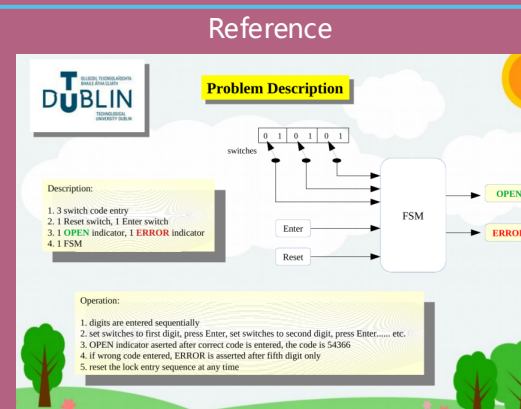 Reference
OLLSCOIL TEICNEOLAÍOCHTA
BHAILE ÁTHA CLIATH
DUBLIN
TECHNOLOGICAL
UNIVERSITY DUBLIN
Problem Description
0 1 0 1 0 1
switches
Description:
1. 3 switch code entry
2. 1 Reset switch, 1 Enter switch
3. 1 OPEN indicator, 1 ERROR indicator
4. 1 FSM
FSM
OPEN
ERROR
Enter
Reset
Operation:
1. digits are entered sequentially
2. set switches to first digit, press Enter, set switches to second digit, press Enter...... etc.
3. OPEN indicator aserted after correct code is entered, the code is 54366
4. if wrong code entered, ERROR is asserted after fifth digit only
5. reset the lock entry sequence at any time